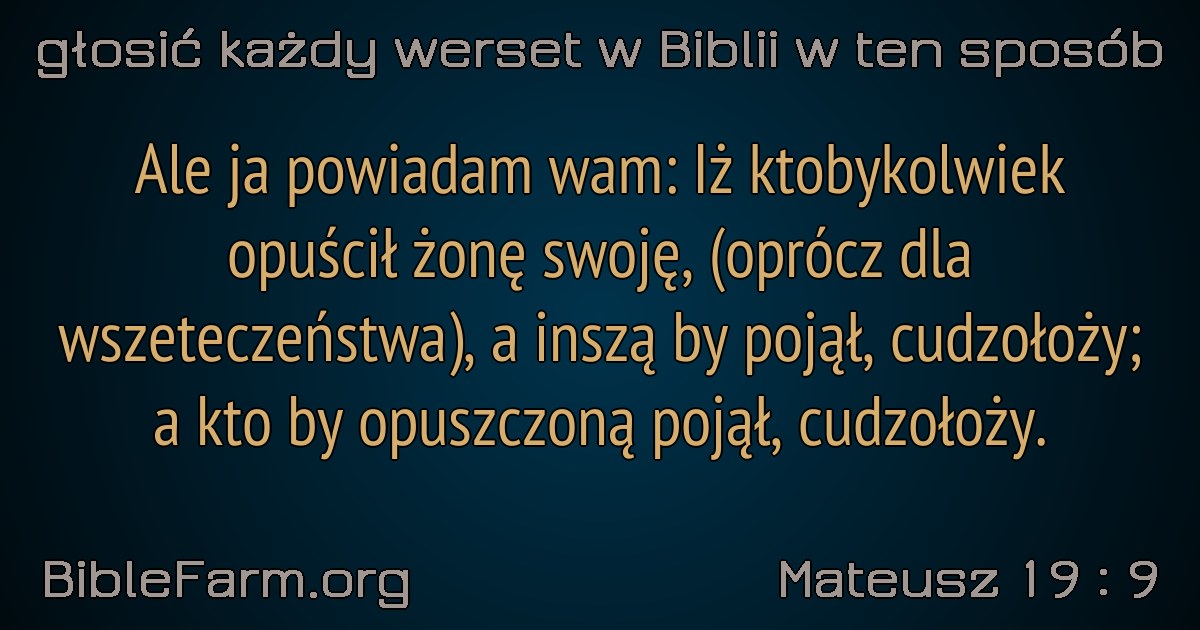 głosić każdy werset w Biblii w ten sposób
Ale ja powiadam wam: Iż ktobykolwiek
opuścił żonę swoję, (oprócz dla
wszeteczeństwa), a inszą by pojął, cudzołoży;
a kto by opuszczoną pojął, cudzołoży.
BibleFarm.org
Mateusz 19 : 9